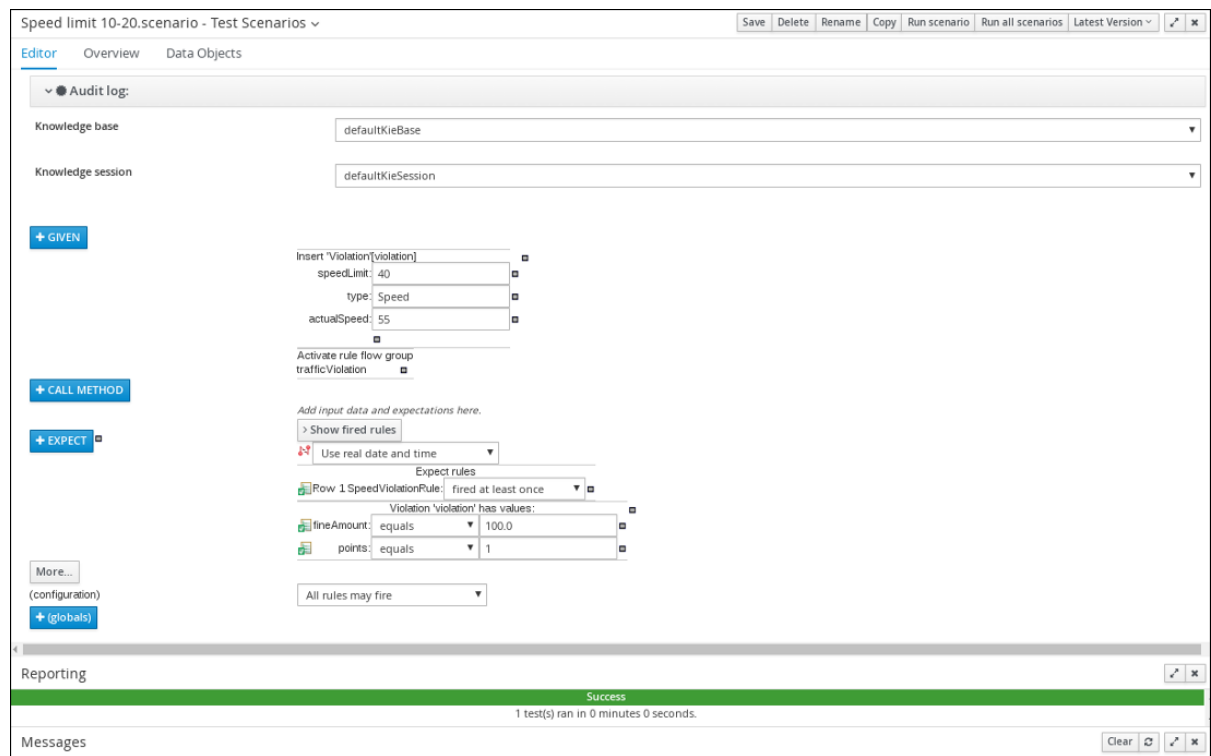 Speed limit 10-20.scenario - Test Scenarios
Save Delete Rename Copy Run scenario Run all scenarios Latest Version
Editor Overview Data Objects
Audit log:
Knowledge base defaultKieBase
Knowledge session defaultKieSession
+ GIVEN
Insert 'Violation'[violation]
speedLimit: 40
type: Speed
actualSpeed: 55
Activate rule flow group
trafficViolation
+ CALL METHOD
Add input data and expectations here.
> Show fired rules
+ EXPECT
Use real date and time
Expect rules
Row 1 SpeedViolationRule: fired at least once
Violation 'violation' has values:
fineAmount: equals 100.0
points: equals 1
More...
(configuration) All rules may fire
+ (globals)
Reporting
Success
1 test(s) ran in 0 minutes 0 seconds.
Messages Clear